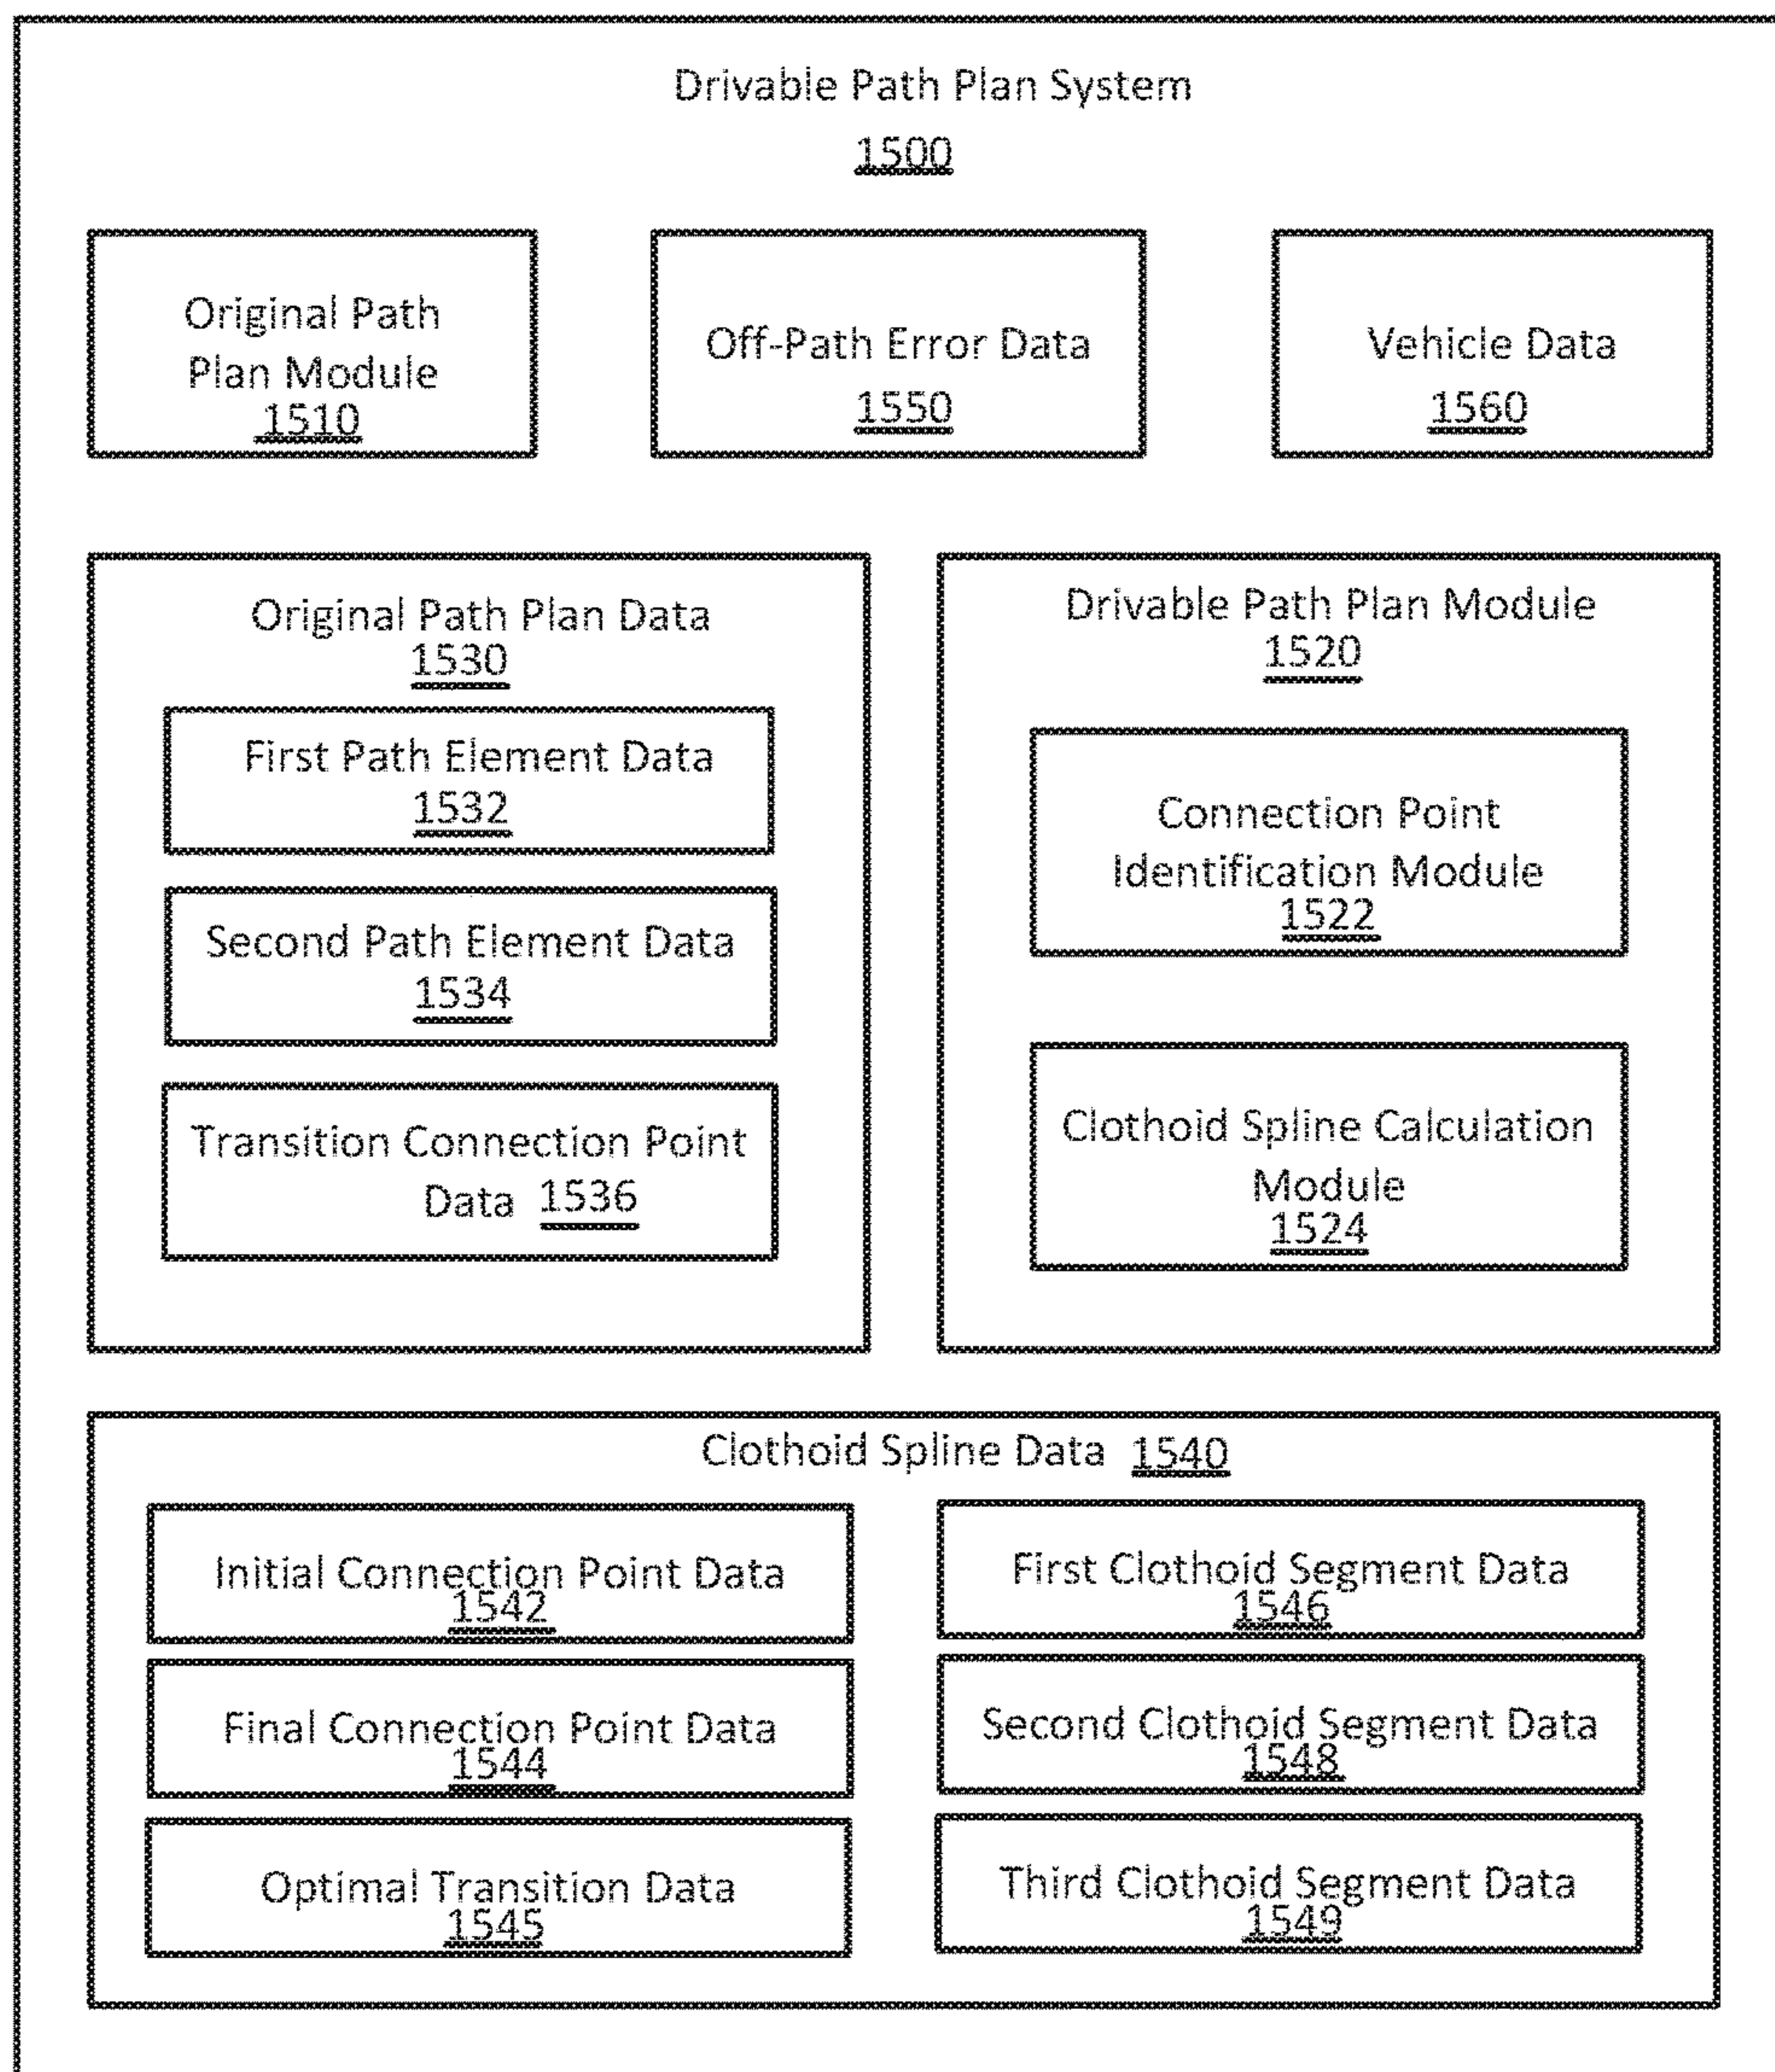 Drivable Path Plan System
1500
Original Path
Plan Module
1510
Off-Path Error Data
1550
Vehicle Data
1560
Original Path Plan Data
1530
First Path Element Data
1532
Second Path Element Data
1534
Transition Connection Point
Data 1536
Drivable Path Plan Module
1520
Connection Point
Identification Module
1522
Clothoid Spline Calculation
Module
1524
Clothoid Spline Data 1540
Initial Connection Point Data
1542
Final Connection Point Data
1544
Optimal Transition Data
1545
First Clothoid Segment Data
1546
Second Clothoid Segment Data
1548
Third Clothoid Segment Data
1549